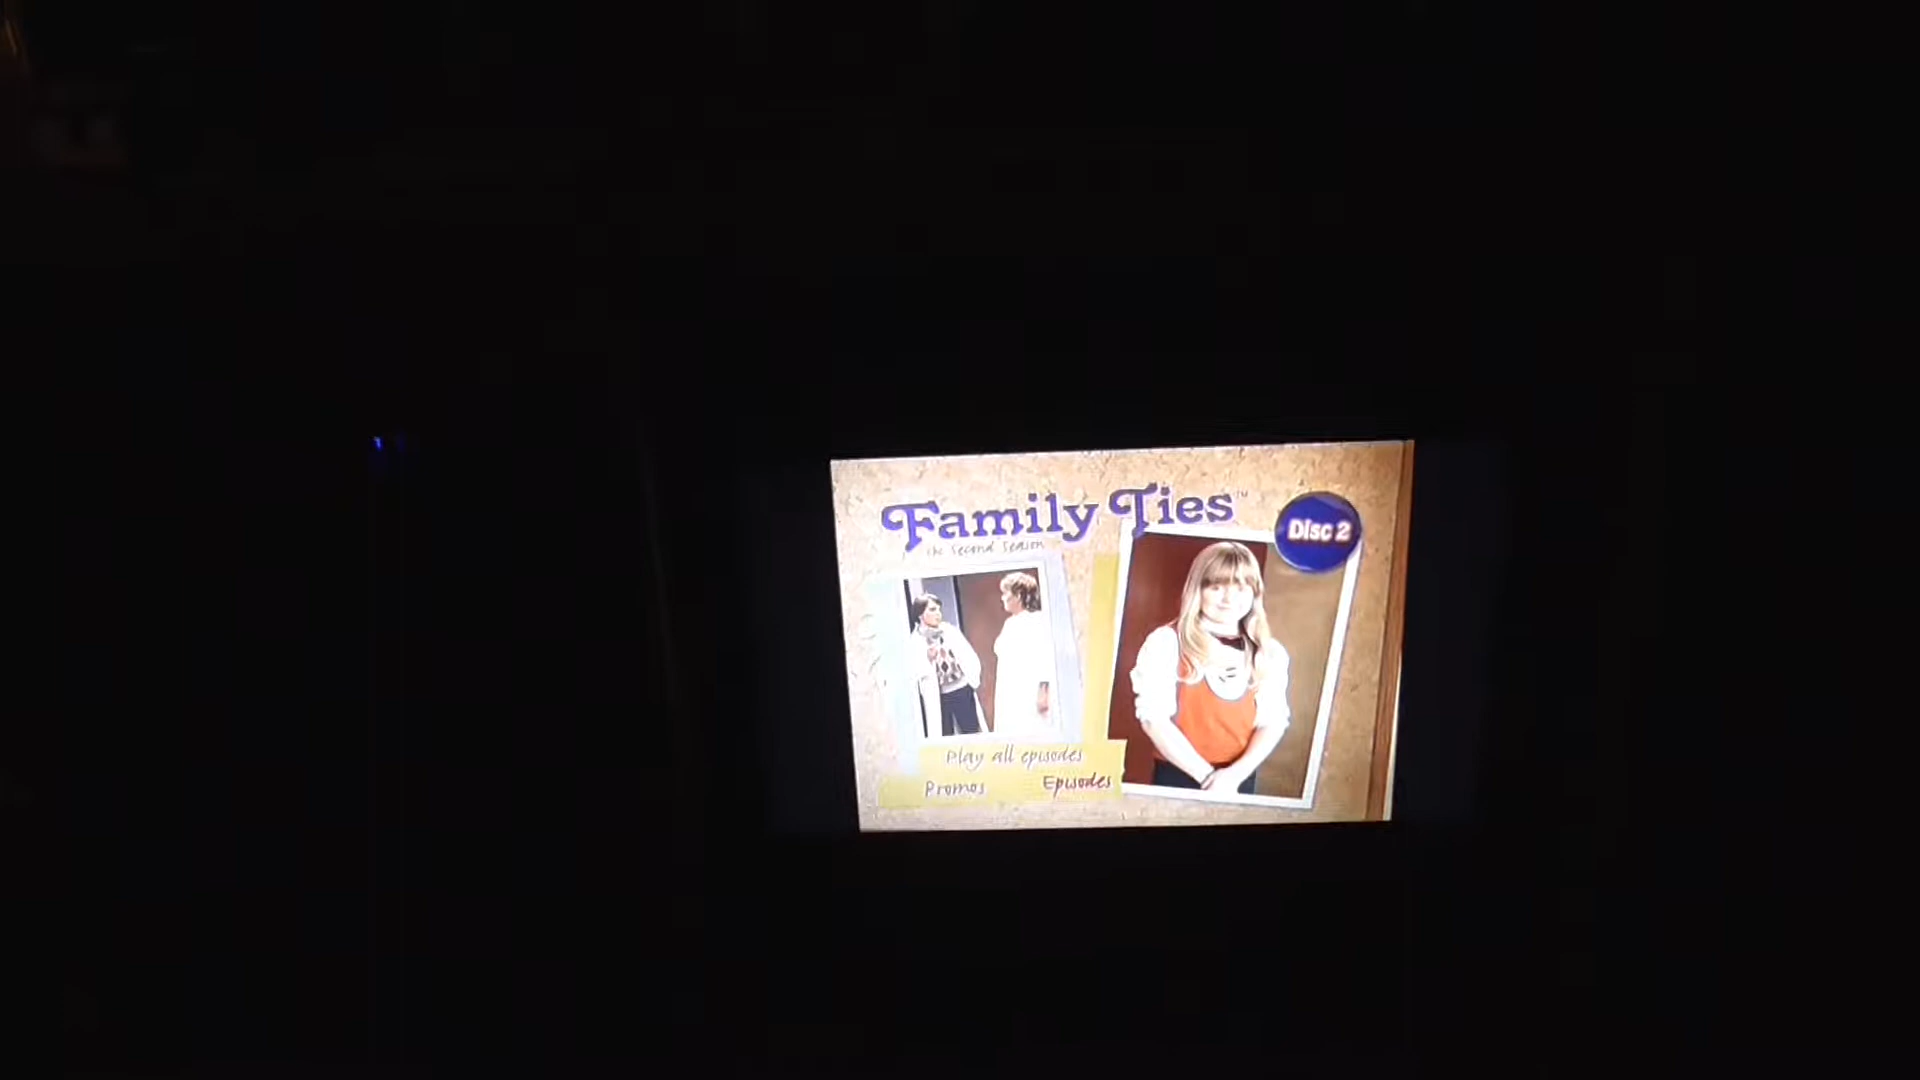 Family Ties™
Disc 2
the second season
Play all episodes
Promos
Episodes